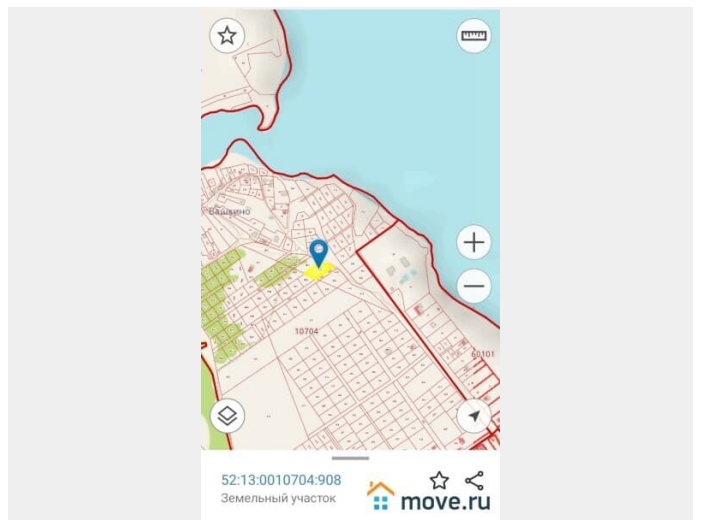 Вашкино
10704
60101
52:13:0010704:908
Земельный участок
move.ru